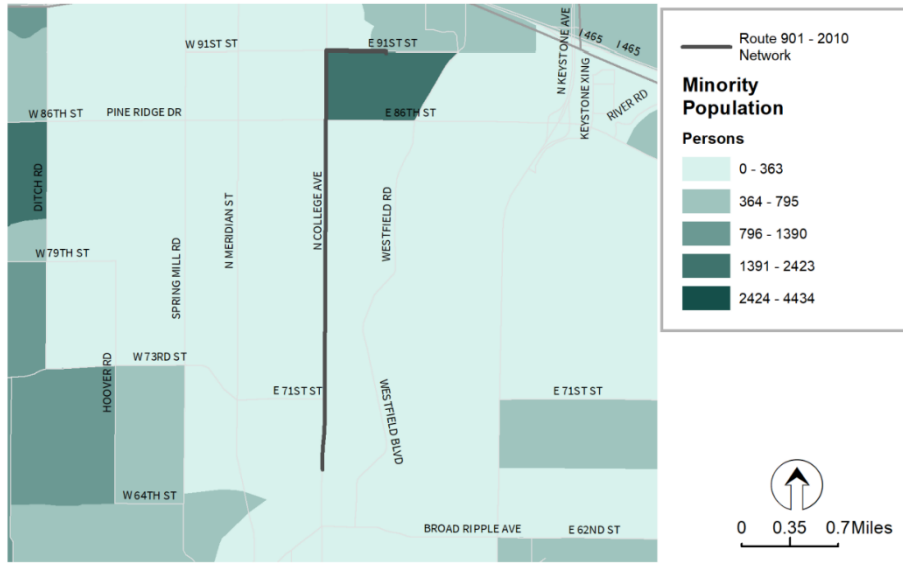 W 91ST ST
E 91ST ST
N KEYSTONE AVE
I 465
I 465
W 86TH ST
PINE RIDGE DR
E 86TH ST
KEYSTONE XING
RIVER RD
DITCH RD
SPRING MILL RD
N MERIDIAN ST
N COLLEGE AVE
WESTFIELD RD
W 79TH ST
HOOVER RD
W 73RD ST
E 71ST ST
WESTFIELD BLVD
E 71ST ST
W 64TH ST
BROAD RIPPLE AVE
E 62ND ST
Route 901 - 2010
Network
Minority
Population
Persons
0 - 363
364 - 795
796 - 1390
1391 - 2423
2424 - 4434
0 0.35 0.7Miles